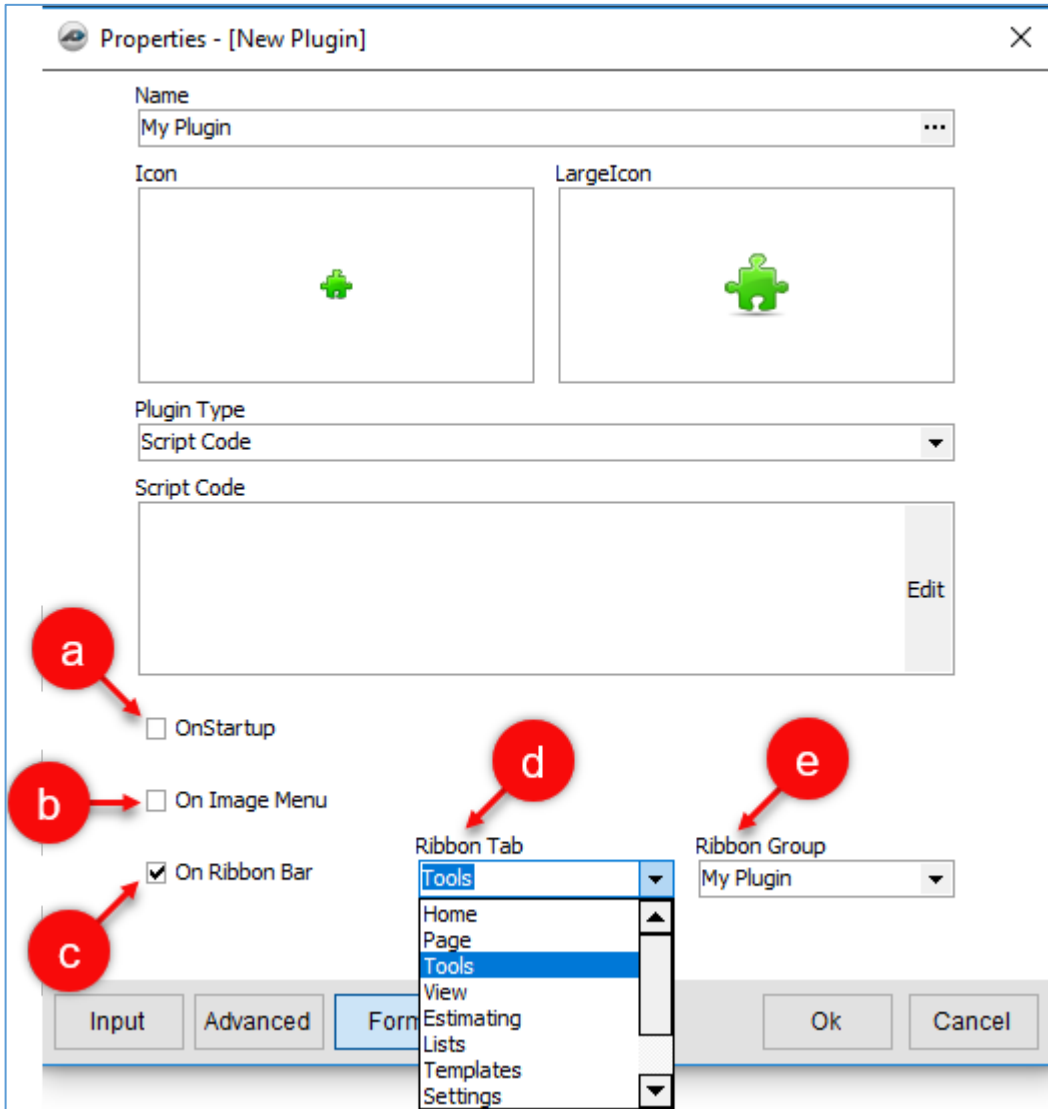 Properties - [New Plugin]
Name
My Plugin
Icon LargeIcon
Plugin Type
Script Code
Script Code
Edit
a
OnStartup
d e
b On Image Menu
Ribbon Tab Ribbon Group
On Ribbon Bar Tools My Plugin
c
Home
Page
Tools
View
Estimating
Lists
Templates
Settings
Input Advanced Form Ok Cancel